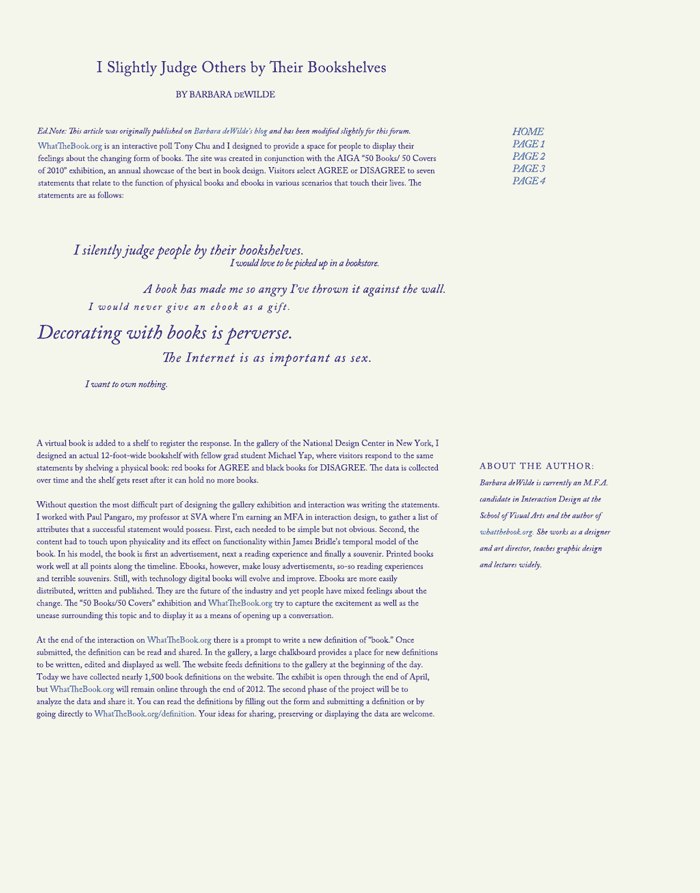 I Slightly Judge Others by Their Bookshelves
BY BARBARA DEWILDE
Ed.Note: This article was originally published on Barbara deWilde's blog and has been modified slightly for this forum.
WhatTheBook.org is an interactive poll Tony Chu and I designed to provide a space for people to display their
feelings about the changing form of books. The site was created in conjunction with the AIGA “50 Books/ 50 Covers
of 2010” exhibition, an annual showcase of the best in book design. Visitors select AGREE or DISAGREE to seven
statements that relate to the function of physical books and ebooks in various scenarios that touch their lives. The
statements are as follows:
HOME
PAGE 1
PAGE 2
PAGE 3
PAGE 4
I silently judge people by their bookshelves.
I would love to be picked up in a bookstore.
A book has made me so angry I've thrown it against the wall.
I would never give an ebook as a gift.
Decorating with books is perverse.
The Internet is as important as sex.
I want to own nothing.
A virtual book is added to a shelf to register the response. In the gallery of the National Design Center in New York, I
designed an actual 12-foot-wide bookshelf with fellow grad student Michael Yap, where visitors respond to the same
statements by shelving a physical book: red books for AGREE and black books for DISAGREE. The data is collected
over time and the shelf gets reset after it can hold no more books.
Without question the most difficult part of designing the gallery exhibition and interaction was writing the statements.
I worked with Paul Pangaro, my professor at SVA where I'm earning an MFA in interaction design, to gather a list of
attributes that a successful statement would possess. First, each needed to be simple but not obvious. Second, the
content had to touch upon physicality and its effect on functionality within James Bridle's temporal model of the
book. In his model, the book is first an advertisement, next a reading experience and finally a souvenir. Printed books
work well at all points along the timeline. Ebooks, however, make lousy advertisements, so-so reading experiences
and terrible souvenirs. Still, with technology digital books will evolve and improve. Ebooks are more easily
distributed, written and published. They are the future of the industry and yet people have mixed feelings about the
change. The “50 Books/50 Covers” exhibition and WhatTheBook.org try to capture the excitement as well as the
unease surrounding this topic and to display it as a means of opening up a conversation.
At the end of the interaction on WhatTheBook.org there is a prompt to write a new definition of “book.” Once
submitted, the definition can be read and shared. In the gallery, a large chalkboard provides a place for new definitions
to be written, edited and displayed as well. The website feeds definitions to the gallery at the beginning of the day.
Today we have collected nearly 1,500 book definitions on the website. The exhibit is open through the end of April,
but WhatTheBook.org will remain online through the end of 2012. The second phase of the project will be to
analyze the data and share it. You can read the definitions by filling out the form and submitting a definition or by
going directly to WhatTheBook.org/definition. Your ideas for sharing, preserving or displaying the data are welcome.
ABOUT THE AUTHOR:
Barbara deWilde is currently an M.F.A.
candidate in Interaction Design at the
School of Visual Arts and the author of
whatthebook.org. She works as a designer
and art director, teaches graphic design
and lectures widely.